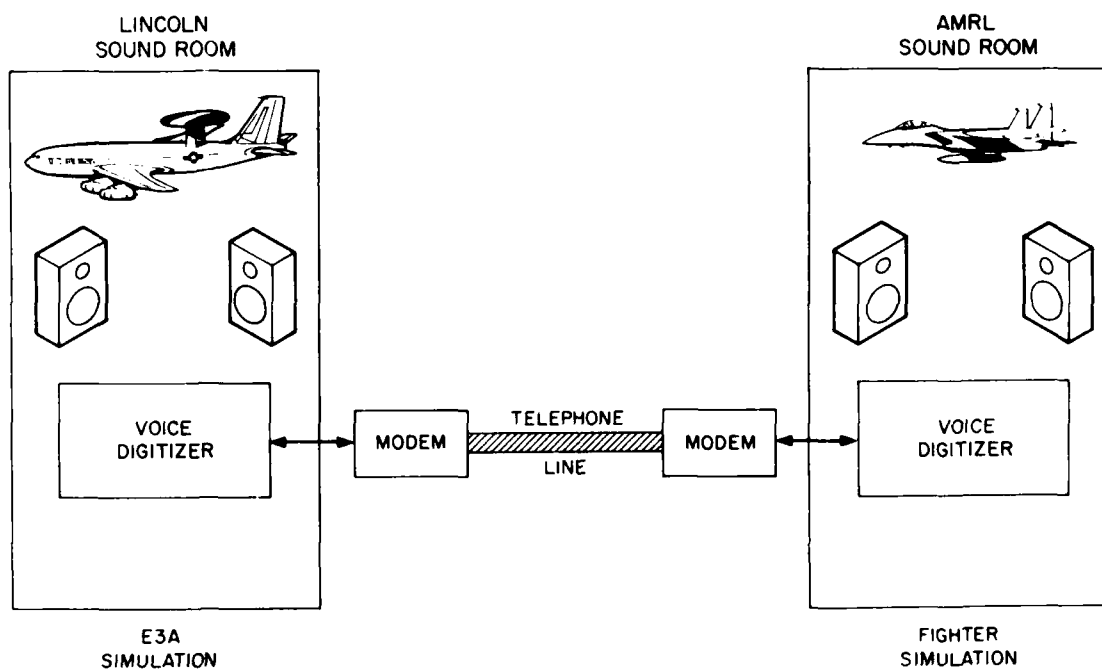 LINCOLN
SOUND ROOM
AMRL
SOUND ROOM
VOICE
DIGITIZER
MODEM
TELEPHONE
LINE
MODEM
VOICE
DIGITIZER
E3A
SIMULATION
FIGHTER
SIMULATION